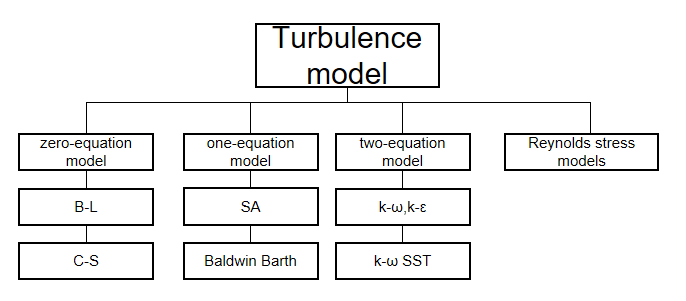 Turbulence
model
zero-equation
model
one-equation
model
two-equation
model
Reynolds stress
models
B-L
SA
k-ω,k-ε
C-S
Baldwin Barth
k-ω SST